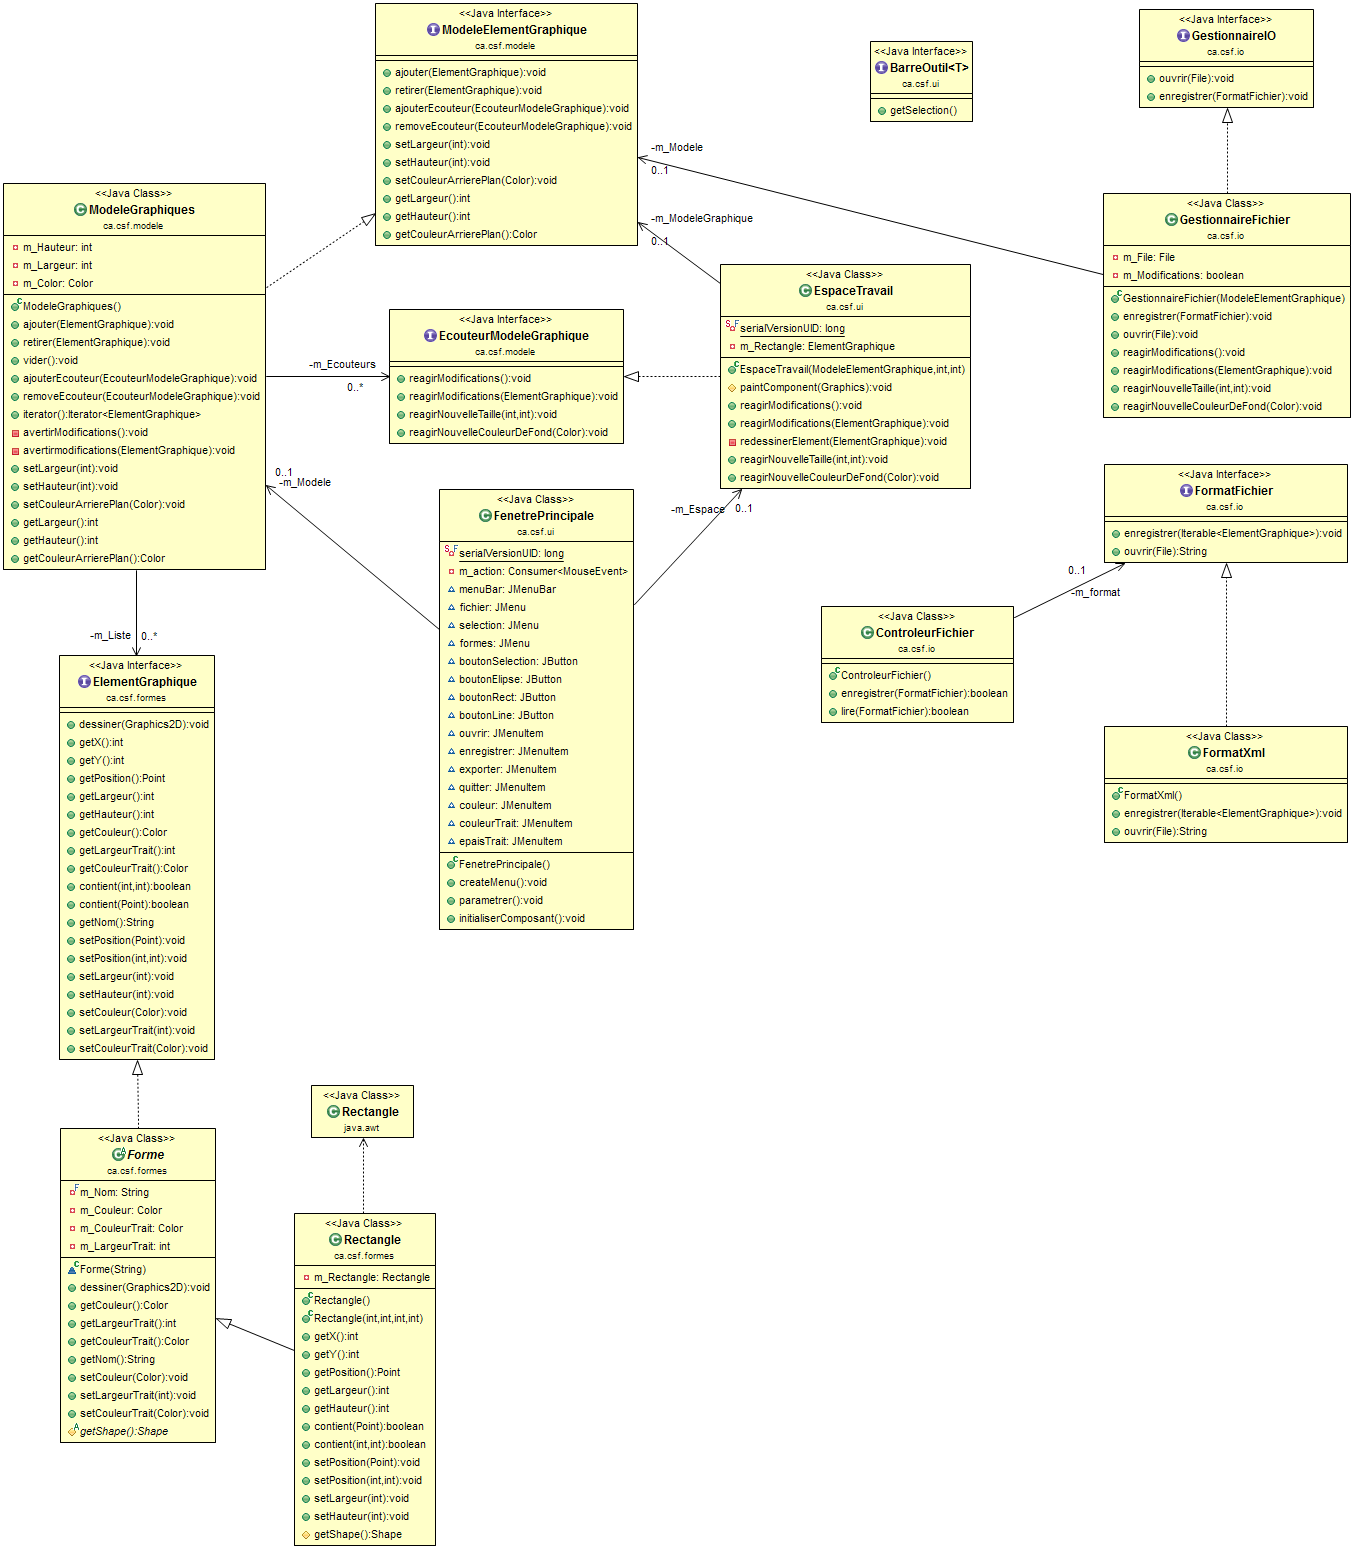 <<Java Interface>>
ModeleElementGraphique
ca.csf.modele
ajouter(ElementGraphique):void
retirer(ElementGraphique):void
ajouterEcouteur(EcouteurModeleGraphique):void
removeEcouteur(EcouteurModeleGraphique):void
setLargeur(int):void
setHauteur(int):void
setCouleurArrierePlan(Color):void
getLargeur():int
getHauteur():int
getCouleurArrierePlan():Color
<<Java Interface>>
BarreOutil<T>
ca.csf.ui
getSelection()
<<Java Interface>>
GestionnaireIO
ca.csf.io
ouvrir(File):void
enregistrer(FormatFichier):void
-m_Modele
0..1
-m_ModeleGraphique
0..1
<<Java Class>>
ModeleGraphiques
ca.csf.modele
m_Hauteur: int
m_Largeur: int
m_Color: Color
ModeleGraphiques()
ajouter(ElementGraphique):void
retirer(ElementGraphique):void
vider():void
ajouterEcouteur(EcouteurModeleGraphique):void
removeEcouteur(EcouteurModeleGraphique):void
iterator():Iterator<ElementGraphique>
avertirModifications():void
avertirmodifications(ElementGraphique):void
setLargeur(int):void
setHauteur(int):void
setCouleurArrierePlan(Color):void
getLargeur():int
getHauteur():int
getCouleurArrierePlan():Color
-m_Ecouteurs
0..*
<<Java Interface>>
EcouteurModeleGraphique
ca.csf.modele
reagirModifications():void
reagirModifications(ElementGraphique):void
reagirNouvelleTaille(int,int):void
reagirNouvelleCouleurDeFond(Color):void
<<Java Class>>
EspaceTravail
ca.csf.ui
serialVersionUID: long
m_Rectangle: ElementGraphique
EspaceTravail(ModeleElementGraphique,int,int)
paintComponent(Graphics):void
reagirModifications():void
reagirModifications(ElementGraphique):void
redessinerElement(ElementGraphique):void
reagirNouvelleTaille(int,int):void
reagirNouvelleCouleurDeFond(Color):void
<<Java Class>>
GestionnaireFichier
ca.csf.io
m_File: File
m_Modifications: boolean
GestionnaireFichier(ModeleElementGraphique)
enregistrer(FormatFichier):void
ouvrir(File):void
reagirModifications():void
reagirModifications(ElementGraphique):void
reagirNouvelleTaille(int,int):void
reagirNouvelleCouleurDeFond(Color):void
0..1
-m_Modele
-m_Espace
0..1
<<Java Class>>
FenetrePrincipale
ca.csf.ui
serialVersionUID: long
m_action: Consumer<MouseEvent>
menuBar: JMenuBar
fichier: JMenu
selection: JMenu
formes: JMenu
boutonSelection: JButton
boutonElipse: JButton
boutonRect: JButton
boutonLine: JButton
ouvrir: JMenuItem
enregistrer: JMenuItem
exporter: JMenuItem
quitter: JMenuItem
couleur: JMenuItem
couleurTrait: JMenuItem
epaisTrait: JMenuItem
FenetrePrincipale()
createMenu():void
parametrer():void
initialiserComposant():void
<<Java Interface>>
FormatFichier
ca.csf.io
enregistrer(Iterable<ElementGraphique>):void
ouvrir(File):String
0..1
-m_format
<<Java Class>>
ControleurFichier
ca.csf.io
ControleurFichier()
enregistrer(FormatFichier):boolean
lire(FormatFichier):boolean
<<Java Class>>
FormatXml
ca.csf.io
FormatXml()
enregistrer(Iterable<ElementGraphique>):void
ouvrir(File):String
-m_Liste
0..*
<<Java Interface>>
ElementGraphique
ca.csf.formes
dessiner(Graphics2D):void
getX():int
getY():int
getPosition():Point
getLargeur():int
getHauteur():int
getCouleur():Color
getLargeurTrait():int
getCouleurTrait():Color
contient(int,int):boolean
contient(Point):boolean
getNom():String
setPosition(Point):void
setPosition(int,int):void
setLargeur(int):void
setHauteur(int):void
setCouleur(Color):void
setLargeurTrait(int):void
setCouleurTrait(Color):void
<<Java Class>>
Rectangle
java.awt
<<Java Class>>
Forme
ca.csf.formes
m_Nom: String
m_Couleur: Color
m_CouleurTrait: Color
m_LargeurTrait: int
Forme(String)
dessiner(Graphics2D):void
getCouleur():Color
getLargeurTrait():int
getCouleurTrait():Color
getNom():String
setCouleur(Color):void
setLargeurTrait(int):void
setCouleurTrait(Color):void
getShape():Shape
<<Java Class>>
Rectangle
ca.csf.formes
m_Rectangle: Rectangle
Rectangle()
Rectangle(int,int,int,int)
getX():int
getY():int
getPosition():Point
getLargeur():int
getHauteur():int
contient(Point):boolean
contient(int,int):boolean
setPosition(Point):void
setPosition(int,int):void
setLargeur(int):void
setHauteur(int):void
getShape():Shape